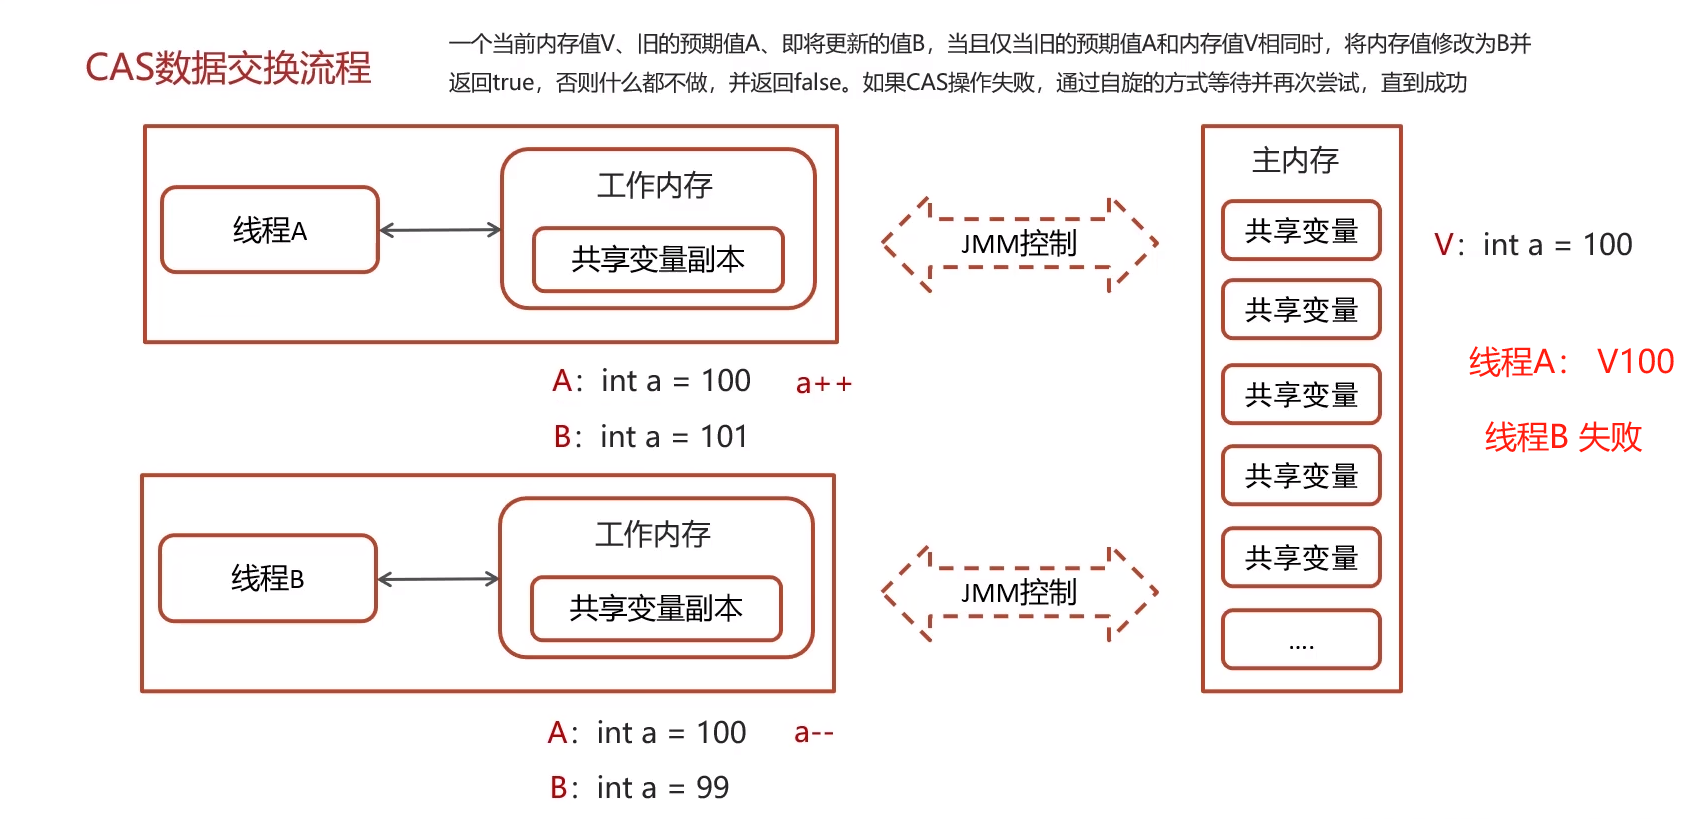 CAS数据交换流程
一个当前内存值V、旧的预期值A、即将更新的值B，当且仅当旧的预期值A和内存值V相同时，将内存值修改为B并
返回true，否则什么都不做，并返回false。如果CAS操作失败，通过自旋的方式等待并再次尝试，直到成功
线程A
工作内存
共享变量副本
JMM控制
主内存
共享变量
共享变量
共享变量
共享变量
共享变量
....
V：int a = 100
线程A： V100
线程B 失败
A：int a = 100 a++
B：int a = 101
线程B
工作内存
共享变量副本
JMM控制
A：int a = 100 a--
B：int a = 99